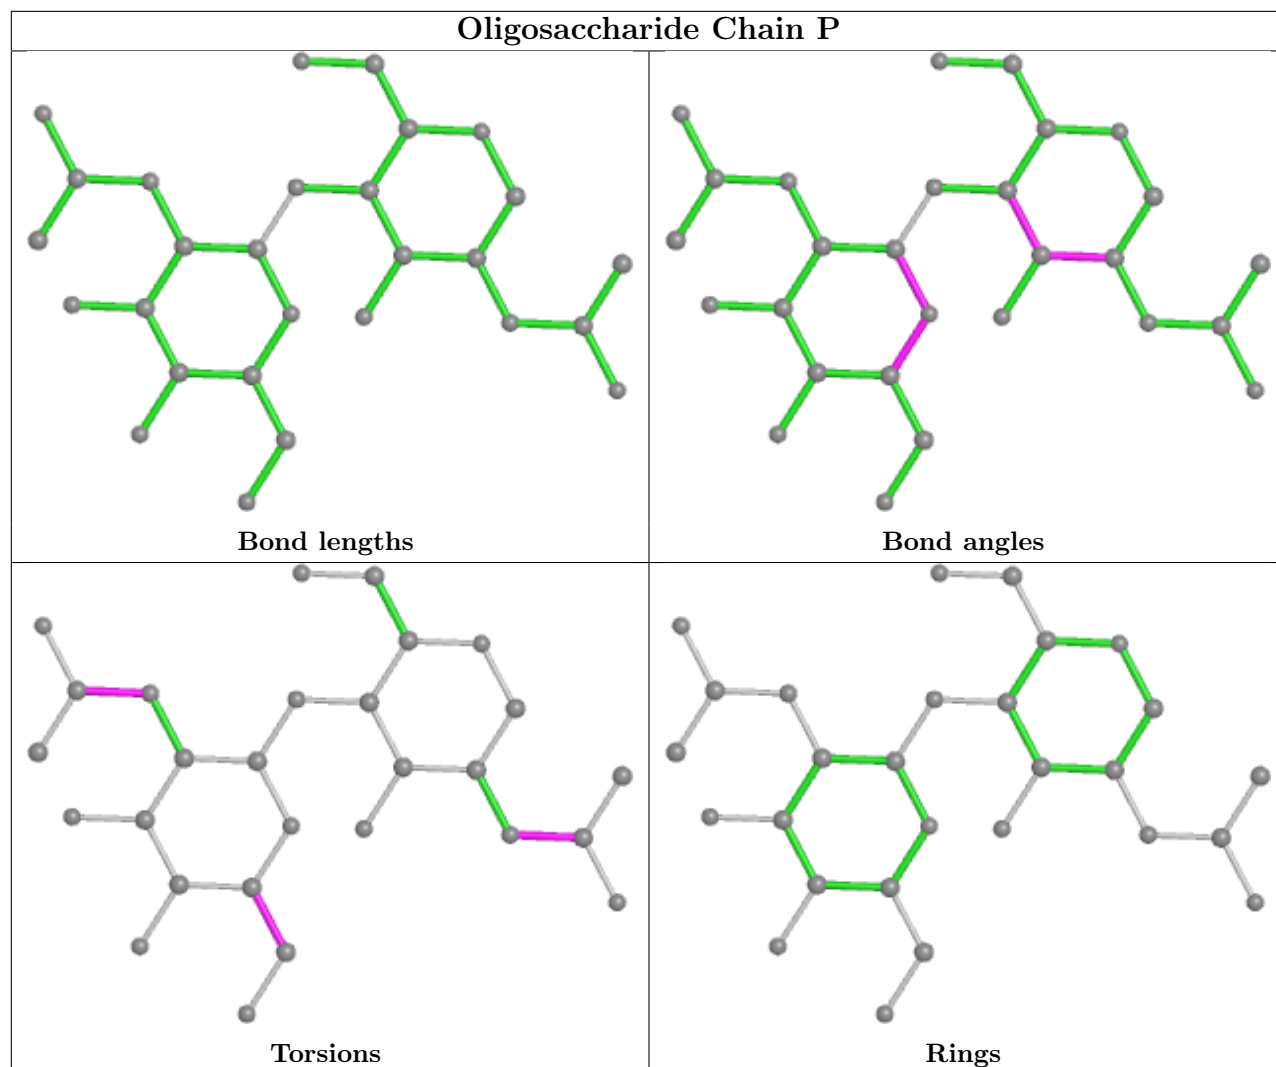 Oligosaccharide Chain P
Bond lengths
Bond angles
Torsions
Rings